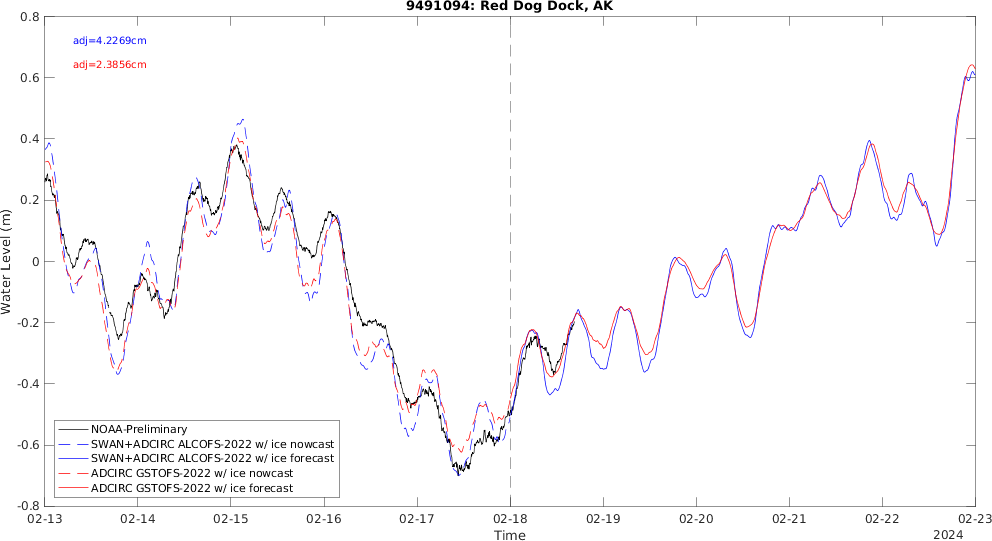 9491094: Red Dog Dock, AK
adj=4.2269cm
adj=2.3856cm
0.8
0.6
0.4
0.2
0
-0.2
-0.4
-0.6
-0.8
Water Level (m)
NOAA-Preliminary
SWAN+ADCIRC ALCOFS-2022 w/ ice nowcast
SWAN+ADCIRC ALCOFS-2022 w/ ice forecast
ADCIRC GSTOFS-2022 w/ ice nowcast
ADCIRC GSTOFS-2022 w/ ice forecast
02-13 02-14 02-15 02-16 02-17 02-18 02-19 02-20 02-21 02-22 02-23
Time
2024